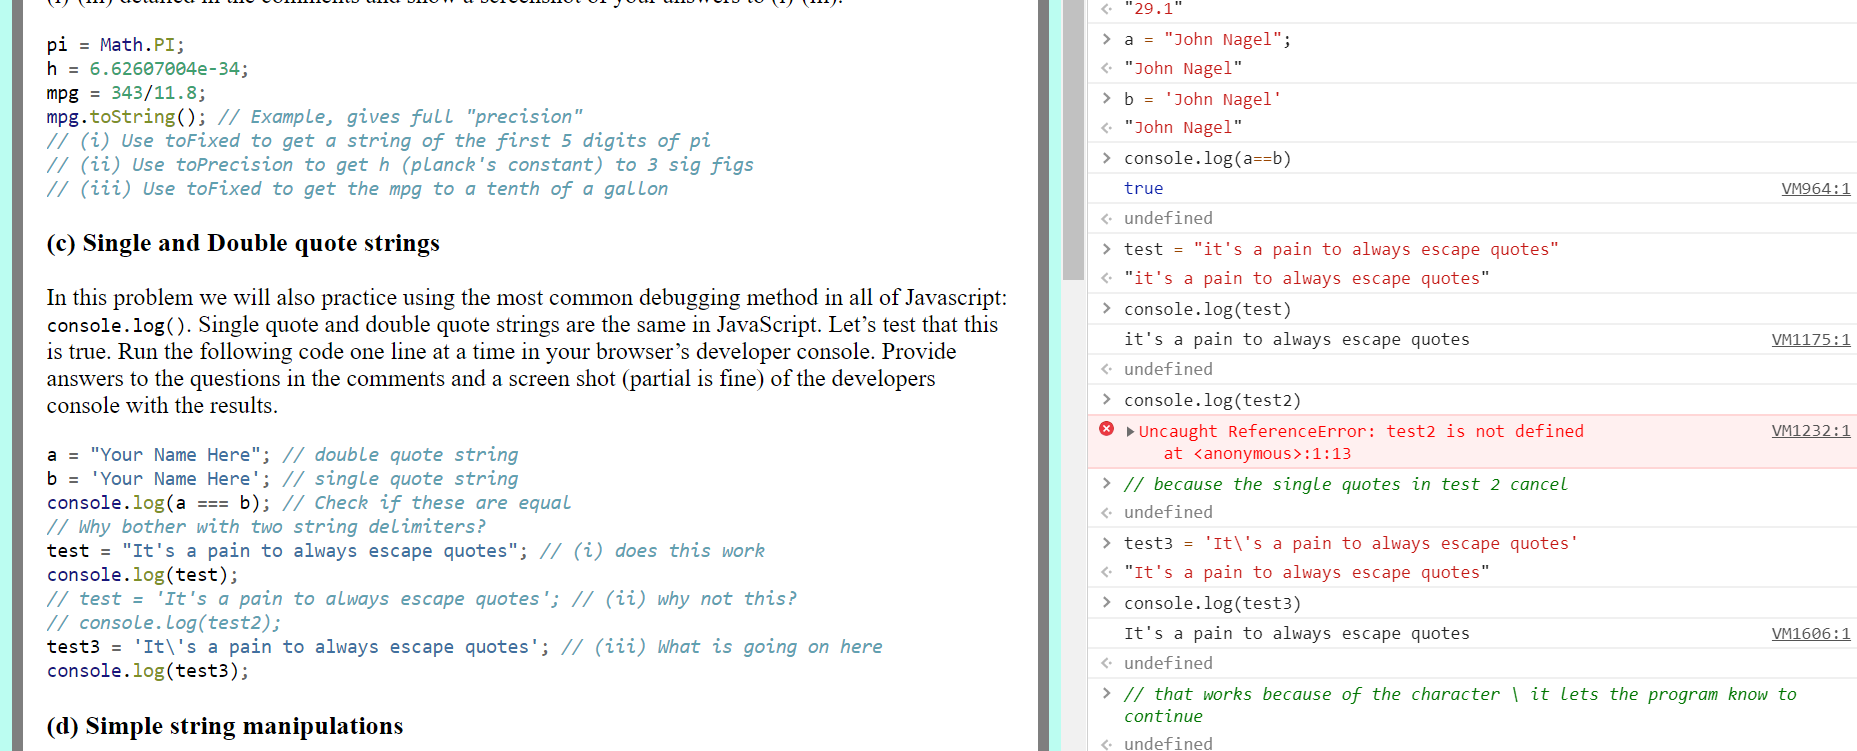 (i)-(iii) detailed in the comments and show a screenshot of your answers to (i)-(iii).
pi = Math.PI;
h = 6.62607004e-34;
mpg = 343/11.8;
mpg.toString(); // Example, gives full "precision"
// (i) Use toFixed to get a string of the first 5 digits of pi
// (ii) Use toPrecision to get h (planck's constant) to 3 sig figs
// (iii) Use toFixed to get the mpg to a tenth of a gallon
(c) Single and Double quote strings
In this problem we will also practice using the most common debugging method in all of Javascript:
console.log(). Single quote and double quote strings are the same in JavaScript. Let’s test that this
is true. Run the following code one line at a time in your browser’s developer console. Provide
answers to the questions in the comments and a screen shot (partial is fine) of the developers
console with the results.
a = "Your Name Here"; // double quote string
b = 'Your Name Here'; // single quote string
console.log(a === b); // Check if these are equal
// Why bother with two string delimiters?
test = "It's a pain to always escape quotes"; // (i) does this work
console.log(test);
// test = 'It's a pain to always escape quotes'; // (ii) why not this?
// console.log(test2);
test3 = 'It\'s a pain to always escape quotes'; // (iii) What is going on here
console.log(test3);
(d) Simple string manipulations
"29.1"
> a = "John Nagel";
"John Nagel"
> b = 'John Nagel'
"John Nagel"
> console.log(a==b)
true VM964:1
undefined
> test = "it's a pain to always escape quotes"
"it's a pain to always escape quotes"
> console.log(test)
it's a pain to always escape quotes VM1175:1
undefined
> console.log(test2)
Uncaught ReferenceError: test2 is not defined VM1232:1
at <anonymous>:1:13
> // because the single quotes in test 2 cancel
undefined
> test3 = 'It\'s a pain to always escape quotes'
"It's a pain to always escape quotes"
> console.log(test3)
It's a pain to always escape quotes VM1606:1
undefined
> // that works because of the character \ it lets the program know to
continue
undefined